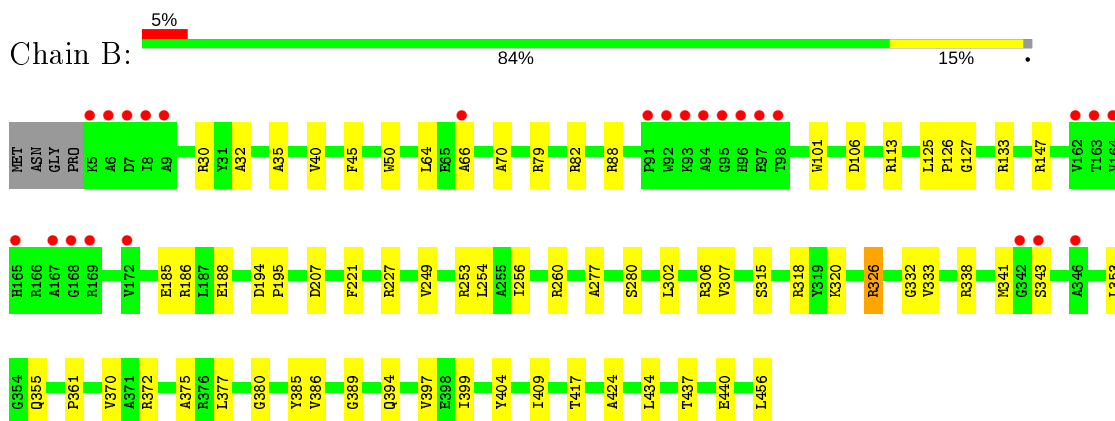 5%
Chain B:
84%
15%
•
MET ASN GLY PRO K5 A6 D7 I8 A9 R30 Y31 A32 A35 V40 F45 W50 L64 E65 A66 A70 R79 R82 R88 P91 W92 K93 A94 G95 H96 E97 T98 W101 D106 R113 L125 P126 G127 R133 R147 V162 T163 V164
H165 R166 A167 G168 R169 V172 E185 R186 L187 E188 D194 P195 D207 F221 R227 V249 R253 L254 A255 I256 R260 A277 S280 L302 R306 V307 S315 R318 Y319 K320 R326 G332 V333 R338 M341 G342 S343 A346 L353
G354 Q355 P361 V370 A371 R372 A375 R376 L377 G380 Y385 V386 G389 Q394 V397 E398 I399 Y404 I409 T417 A424 L434 T437 E440 L456